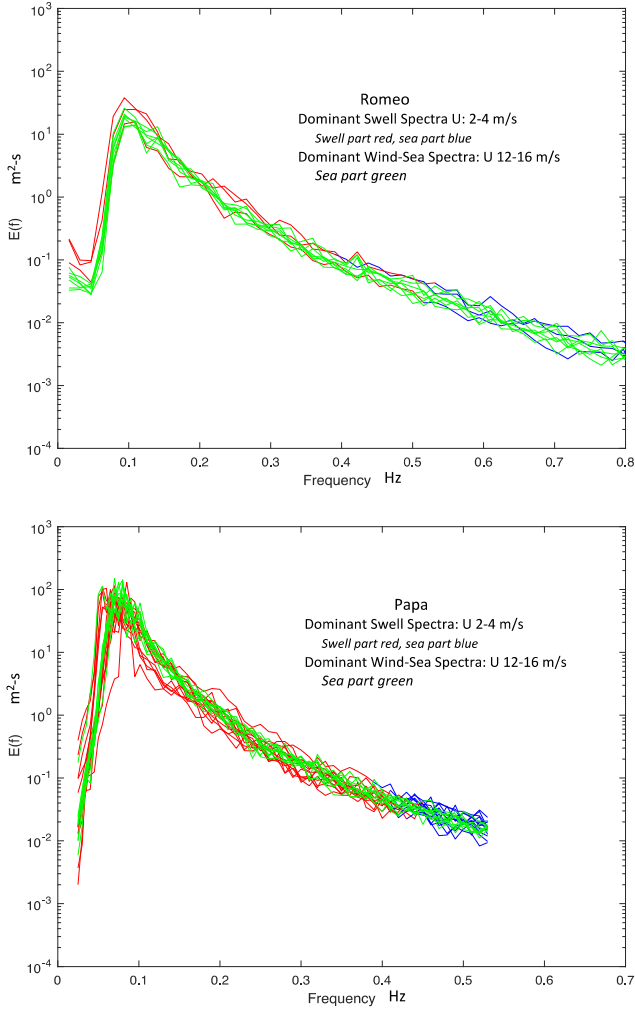 10³
10²
10¹
10⁰
10⁻¹
10⁻²
10⁻³
10⁻⁴
E(f) m²-s
Romeo
Dominant Swell Spectra U: 2-4 m/s
Swell part red, sea part blue
Dominant Wind-Sea Spectra: U 12-16 m/s
Sea part green
0 0.1 0.2 0.3 0.4 0.5 0.6 0.7 0.8
Frequency Hz
10³
10²
10¹
10⁰
10⁻¹
10⁻²
10⁻³
10⁻⁴
E(f) m²-s
Papa
Dominant Swell Spectra: U 2-4 m/s
Swell part red, sea part blue
Dominant Wind-Sea Spectra: U 12-16 m/s
Sea part green
0 0.1 0.2 0.3 0.4 0.5 0.6 0.7
Frequency Hz